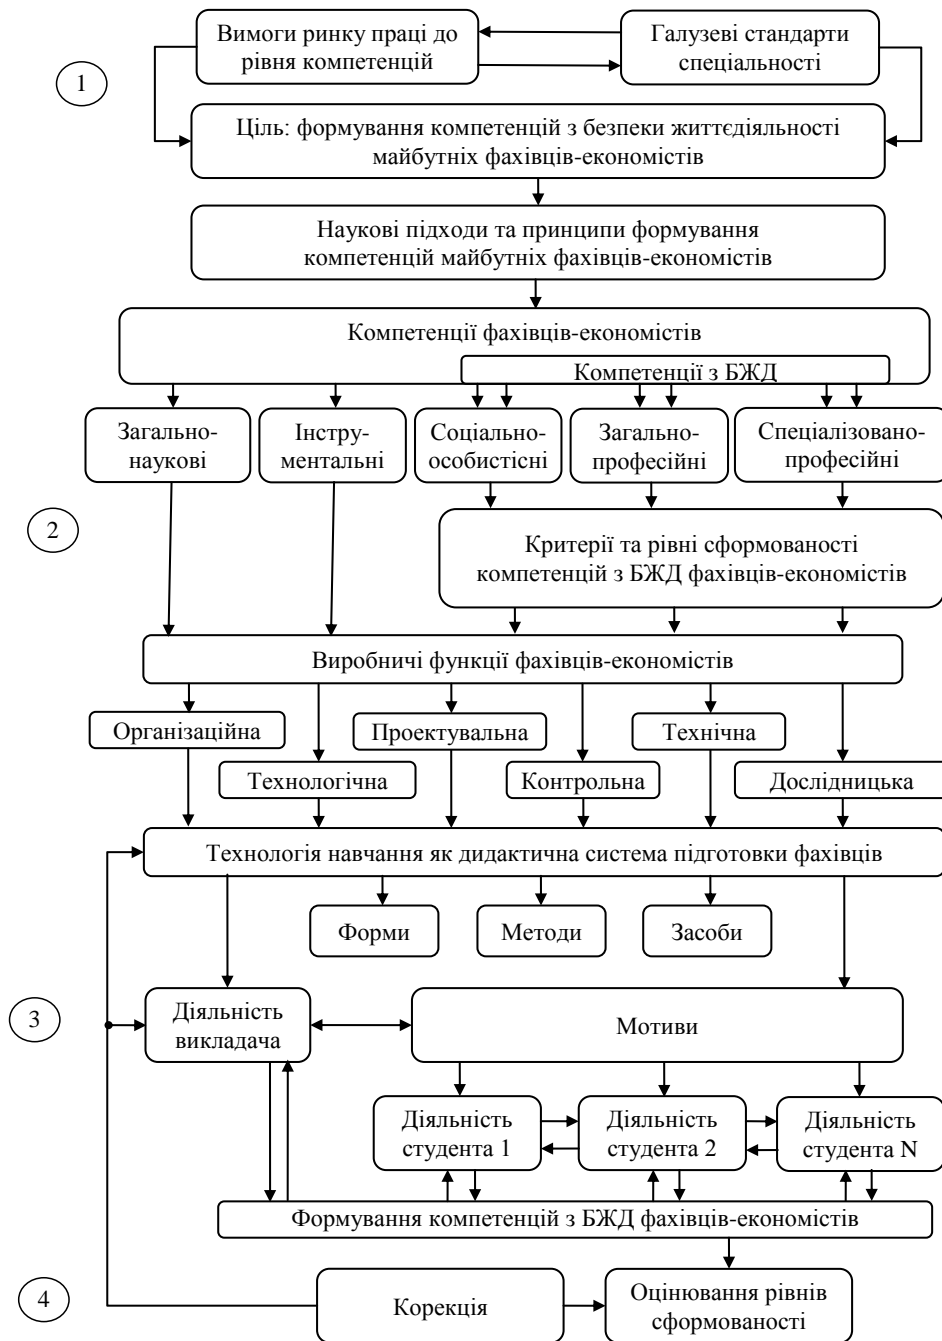 Вимоги ринку праці до
рівня компетенцій
Галузеві стандарти
спеціальності
1
Ціль: формування компетенцій з безпеки життєдіяльності
майбутніх фахівців-економістів
Наукові підходи та принципи формування
компетенцій майбутніх фахівців-економістів
Компетенції фахівців-економістів
Компетенції з БЖД
Загально-
наукові
Інстру-
ментальні
Соціально-
особистісні
Загально-
професійні
Спеціалізовано-
професійні
2
Критерії та рівні сформованості
компетенцій з БЖД фахівців-економістів
Виробничі функції фахівців-економістів
Організаційна
Проектувальна
Технічна
Технологічна
Контрольна
Дослідницька
Технологія навчання як дидактична система підготовки фахівців
Форми
Методи
Засоби
3
Діяльність
викладача
Мотиви
Діяльність
студента 1
Діяльність
студента 2
Діяльність
студента N
Формування компетенцій з БЖД фахівців-економістів
4
Корекція
Оцінювання рівнів
сформованості